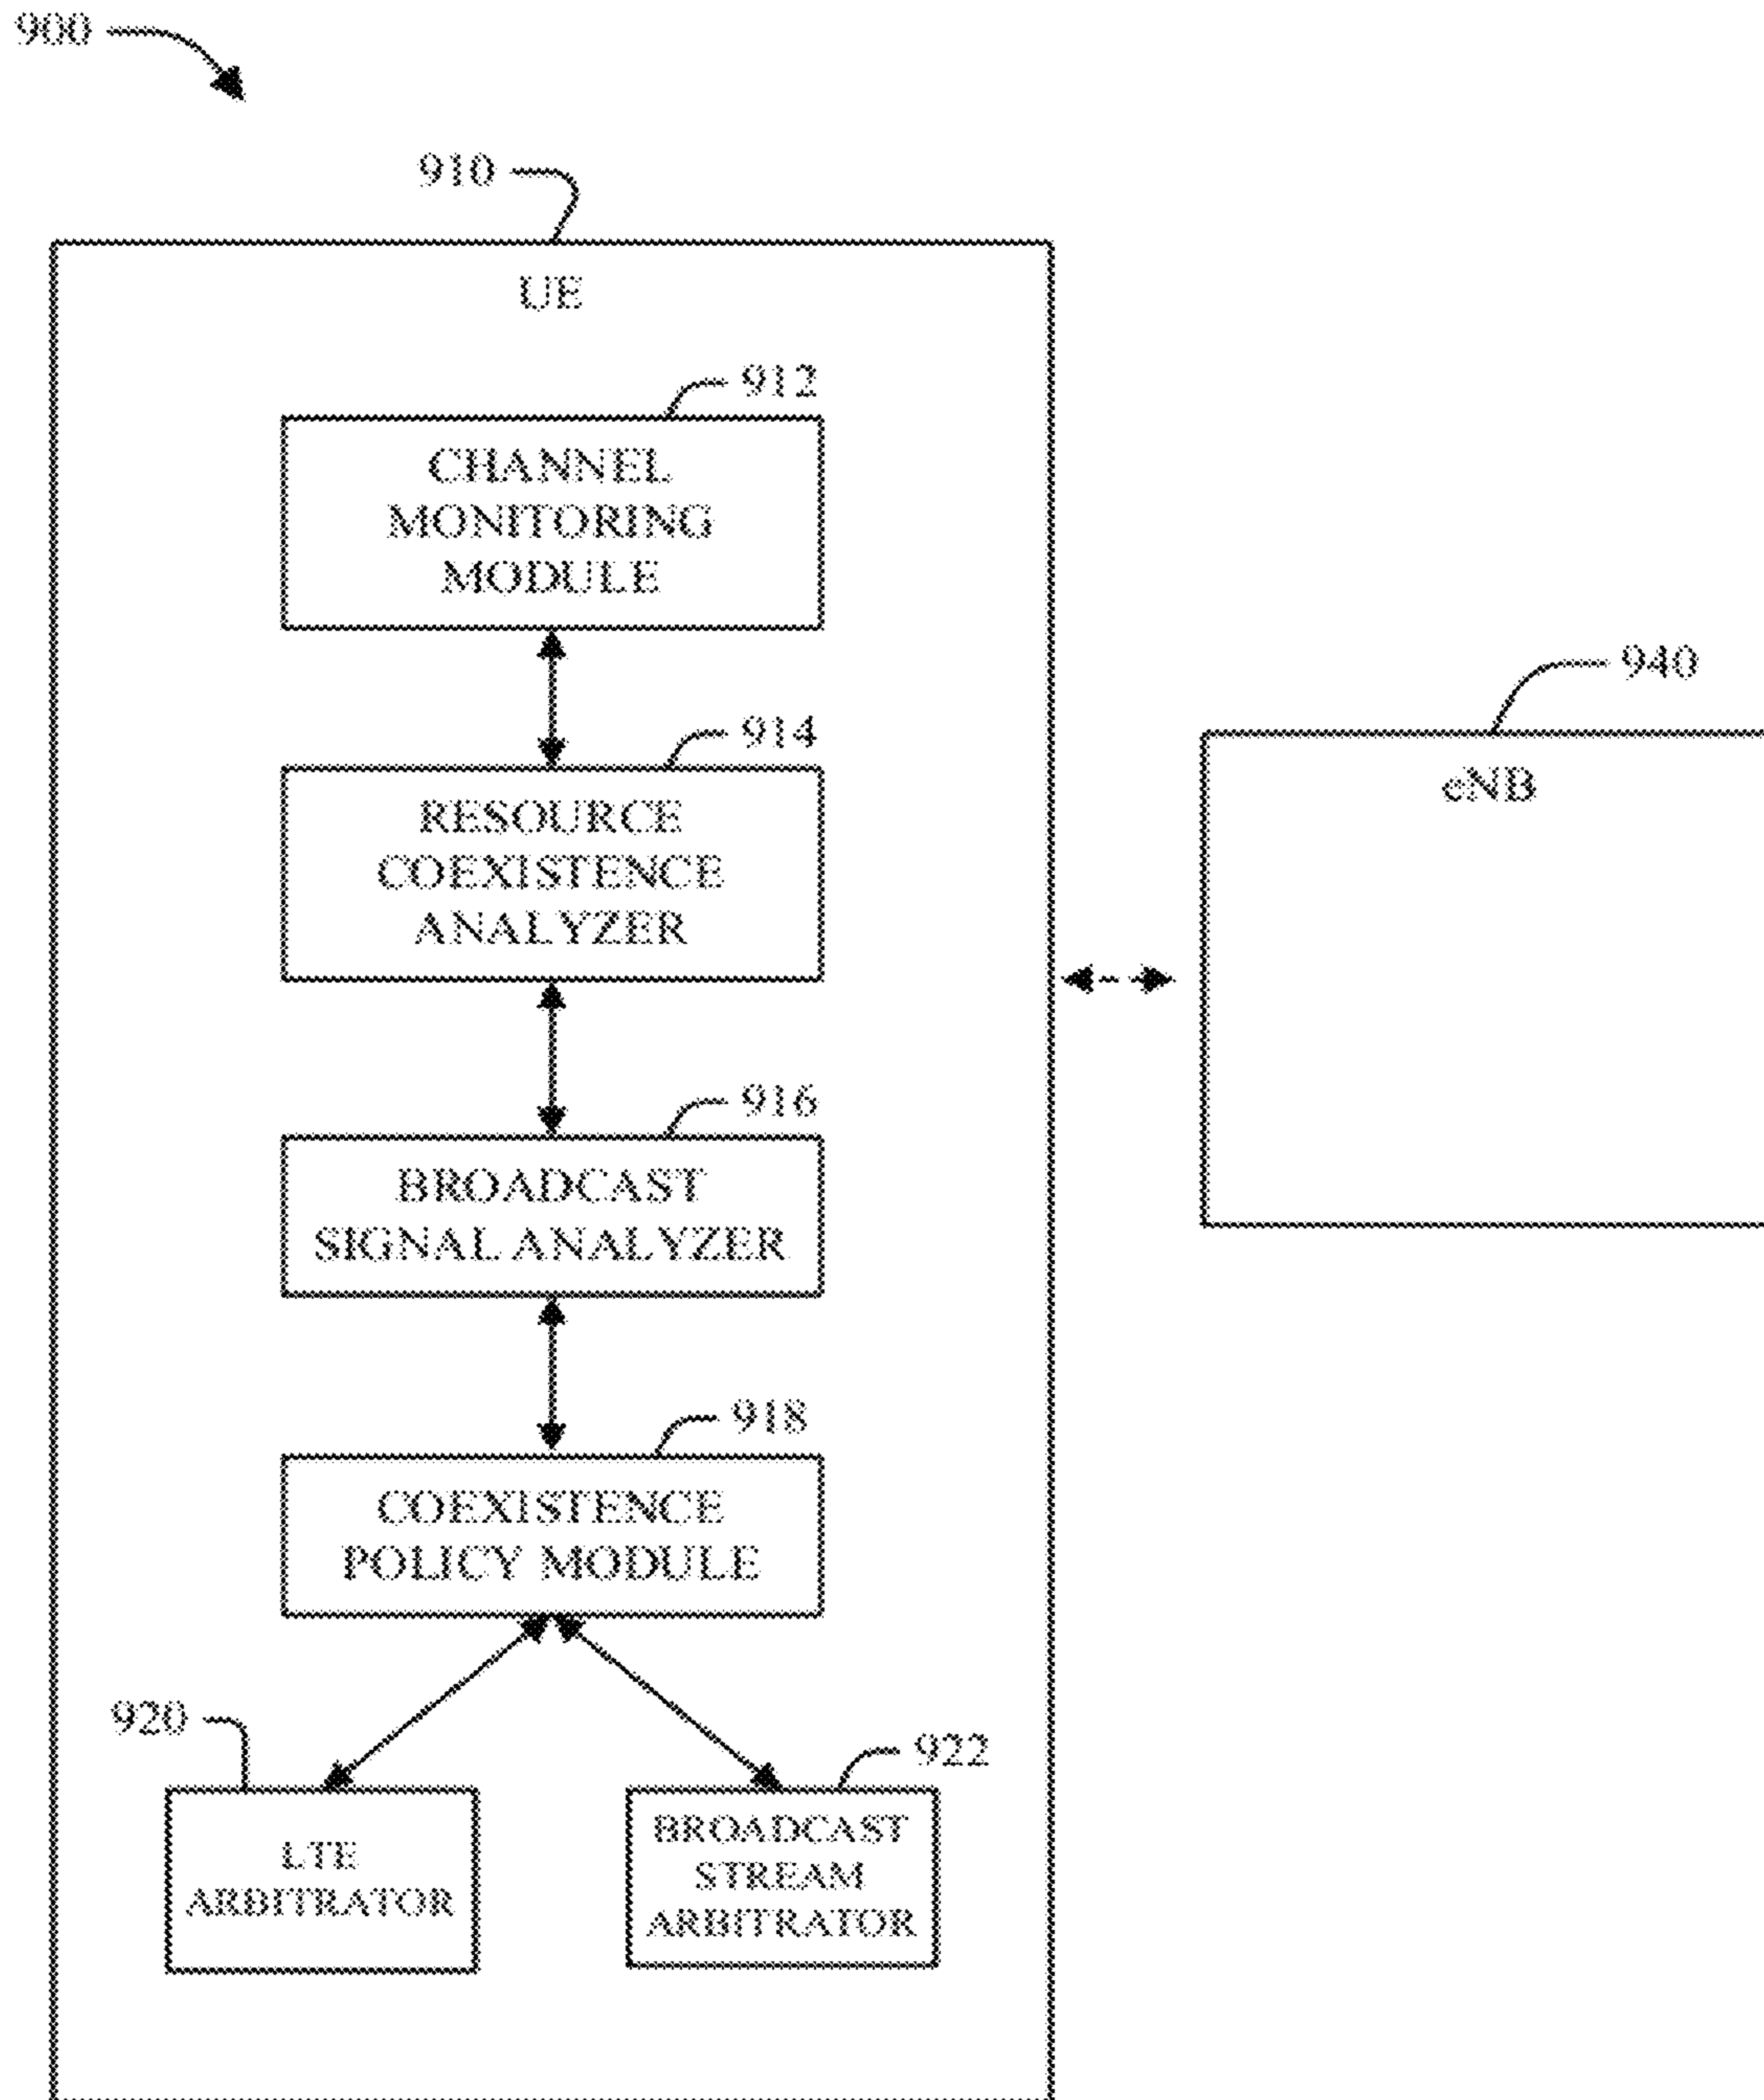 900
910
UE
912
CHANNEL
MONITORING
MODULE
940
914
eNB
RESOURCE
COEXISTENCE
ANALYZER
916
BROADCAST
SIGNAL ANALYZER
918
COEXISTENCE
POLICY MODULE
920
922
LTE
ARBITRATOR
BROADCAST
STREAM
ARBITRATOR